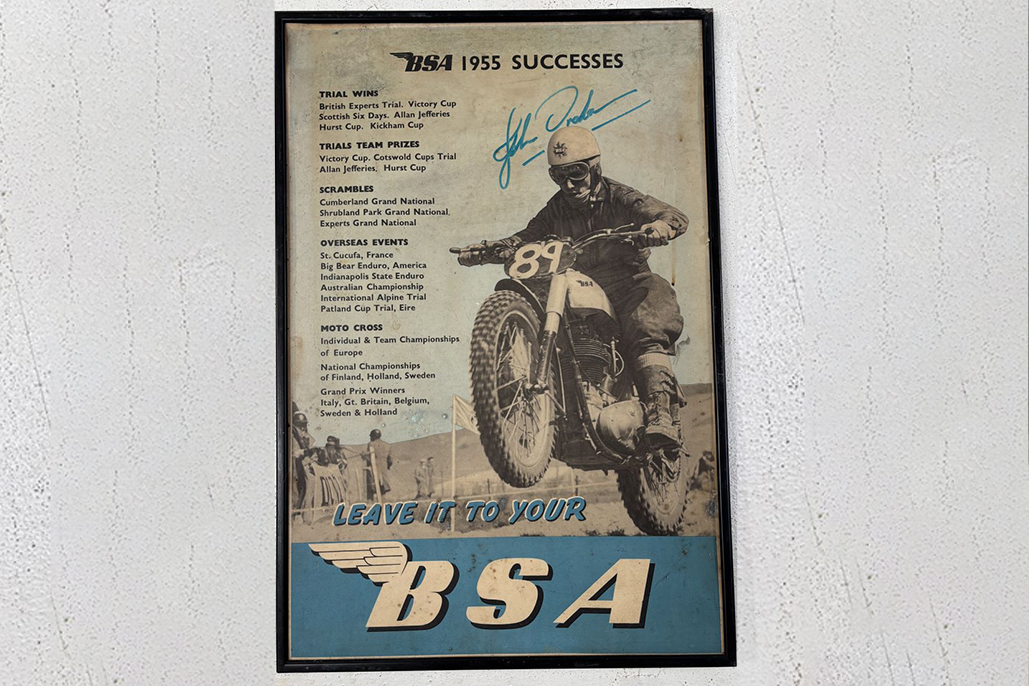 BSA 1955 SUCCESSES
TRIAL WINS
British Experts Trial. Victory Cup
Scottish Six Days. Allan Jefferies
Hurst Cup. Kickham Cup
TRIALS TEAM PRIZES
Victory Cup. Cotswold Cups Trial
Allan Jefferies. Hurst Cup
SCRAMBLES
Cumberland Grand National
Shrubland Park Grand National.
Experts Grand National
OVERSEAS EVENTS
St. Cucufa, France
Big Bear Enduro, America
Indianapolis State Enduro
Australian Championship
International Alpine Trial
Patland Cup Trial, Eire
MOTO CROSS
Individual & Team Championships
of Europe
National Championships
of Finland, Holland, Sweden
Grand Prix Winners
Italy, Gt. Britain, Belgium,
Sweden & Holland
John
89
BSA
LEAVE IT TO YOUR
BSA